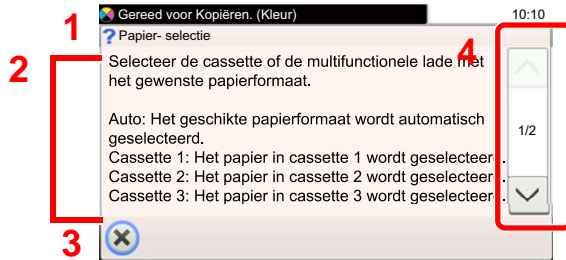 Gereed voor Kopiëren. (Kleur) 10:10
1 ? Papier- selectie
2 4
Selecteer de cassette of de multifunctionele lade met
het gewenste papierformaat.
Auto: Het geschikte papierformaat wordt automatisch
geselecteerd.
1/2
Cassette 1: Het papier in cassette 1 wordt geselecteerd.
Cassette 2: Het papier in cassette 2 wordt geselecteerd.
Cassette 3: Het papier in cassette 3 wordt geselecteerd.
3